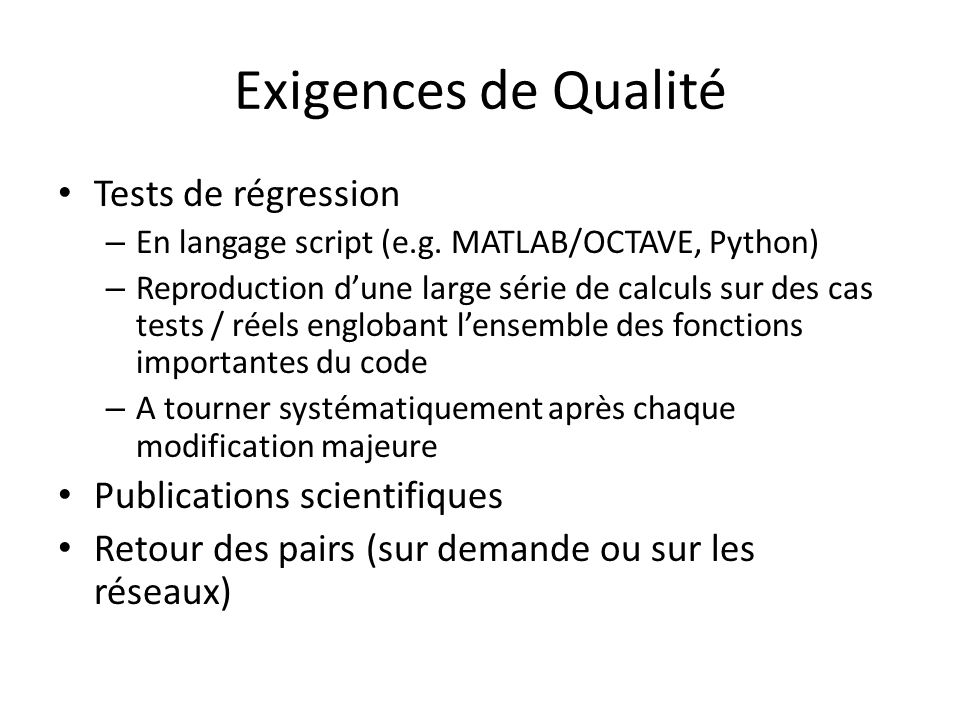 Exigences de Qualité
• Tests de régression
– En langage script (e.g. MATLAB/OCTAVE, Python)
– Reproduction d’une large série de calculs sur des cas
tests / réels englobant l’ensemble des fonctions
importantes du code
– A tourner systématiquement après chaque
modification majeure
• Publications scientifiques
• Retour des pairs (sur demande ou sur les
réseaux)